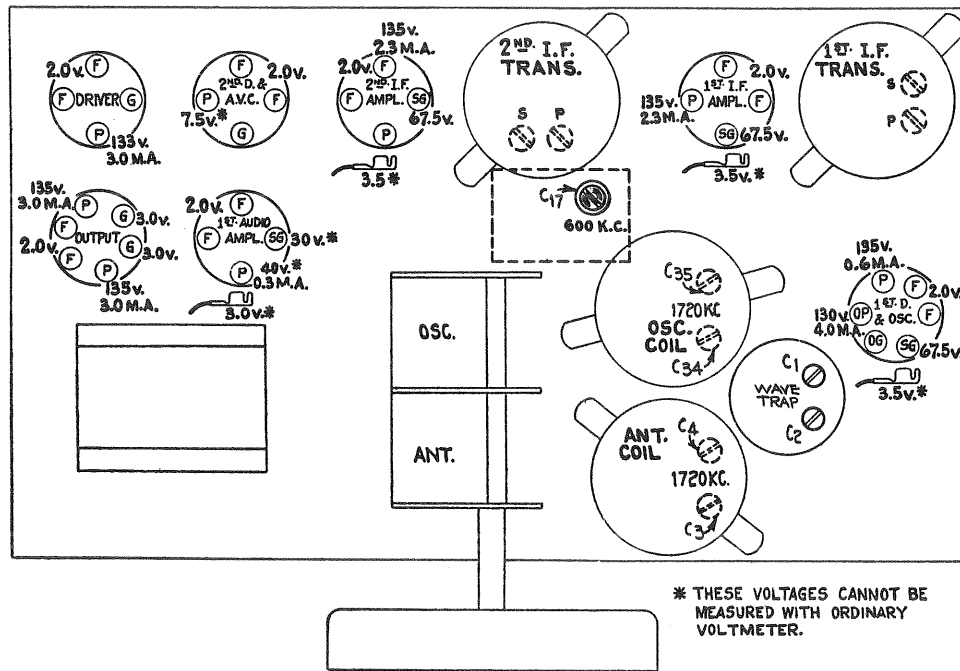 2.0v.
F
F DRIVER G
P
133v.
3.0 M.A.
F
2ND. D. &
A.V.C.
2.0v.
P F
7.5v.*
G
135v.
2.3 M.A.
2.0v.
F
2ND. I.F.
AMPL.
F SG
67.5v.
P
3.5*
2ND. I.F.
TRANS.
S P
F
1ST. I.F.
AMPL.
2.0v.
135v.
2.3 M.A.
P F
SG
67.5v.
3.5v.*
1ST. I.F.
TRANS.
S
P
C17
600 K.C.
135v.
3.0 M.A.
P G
3.0v.
F
OUTPUT
G
2.0v.
F
3.0v.
P
135v.
3.0 M.A.
2.0v.
F
1ST. AUDIO
AMPL.
F SG
30v.*
P
40v.*
0.3 M.A.
3.0v.*
OSC.
ANT.
C35
1720KC
OSC.
COIL
C34
135v.
0.6 M.A.
P F
2.0v.
130v.
4.0 M.A.
OP
1ST. D.
& OSC.
F
OG SG
67.5v.
3.5v.*
C1
WAVE
TRAP
C2
ANT.
COIL
C4
1720KC.
C3
* THESE VOLTAGES CANNOT BE
MEASURED WITH ORDINARY
VOLTMETER.